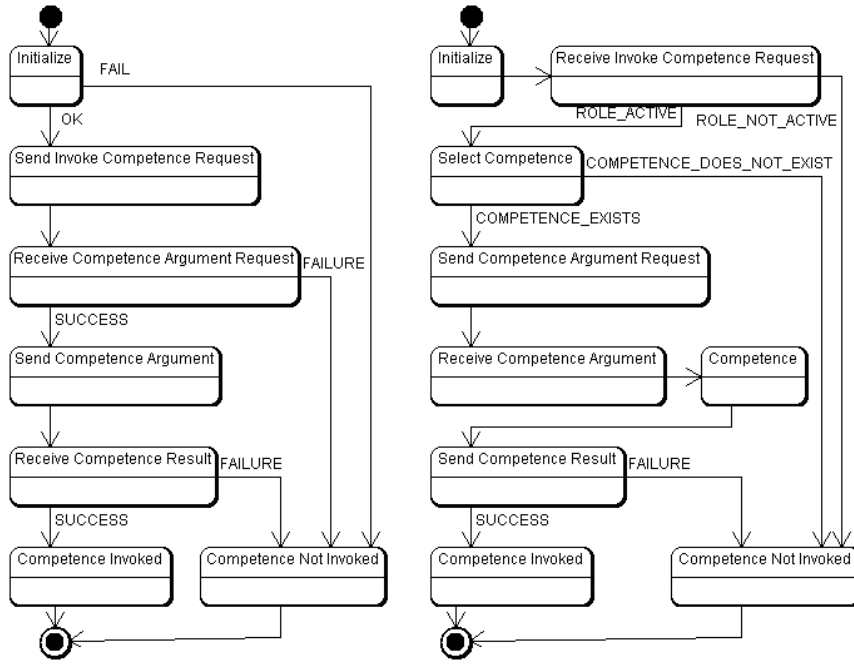 Initialize
FAIL
OK
Send Invoke Competence Request
Receive Competence Argument Request
FAILURE
SUCCESS
Send Competence Argument
Receive Competence Result
FAILURE
SUCCESS
Competence Invoked
Competence Not Invoked
Initialize
Receive Invoke Competence Request
ROLE_ACTIVE
ROLE_NOT_ACTIVE
Select Competence
COMPETENCE_DOES_NOT_EXIST
COMPETENCE_EXISTS
Send Competence Argument Request
Receive Competence Argument
Competence
Send Competence Result
FAILURE
SUCCESS
Competence Invoked
Competence Not Invoked